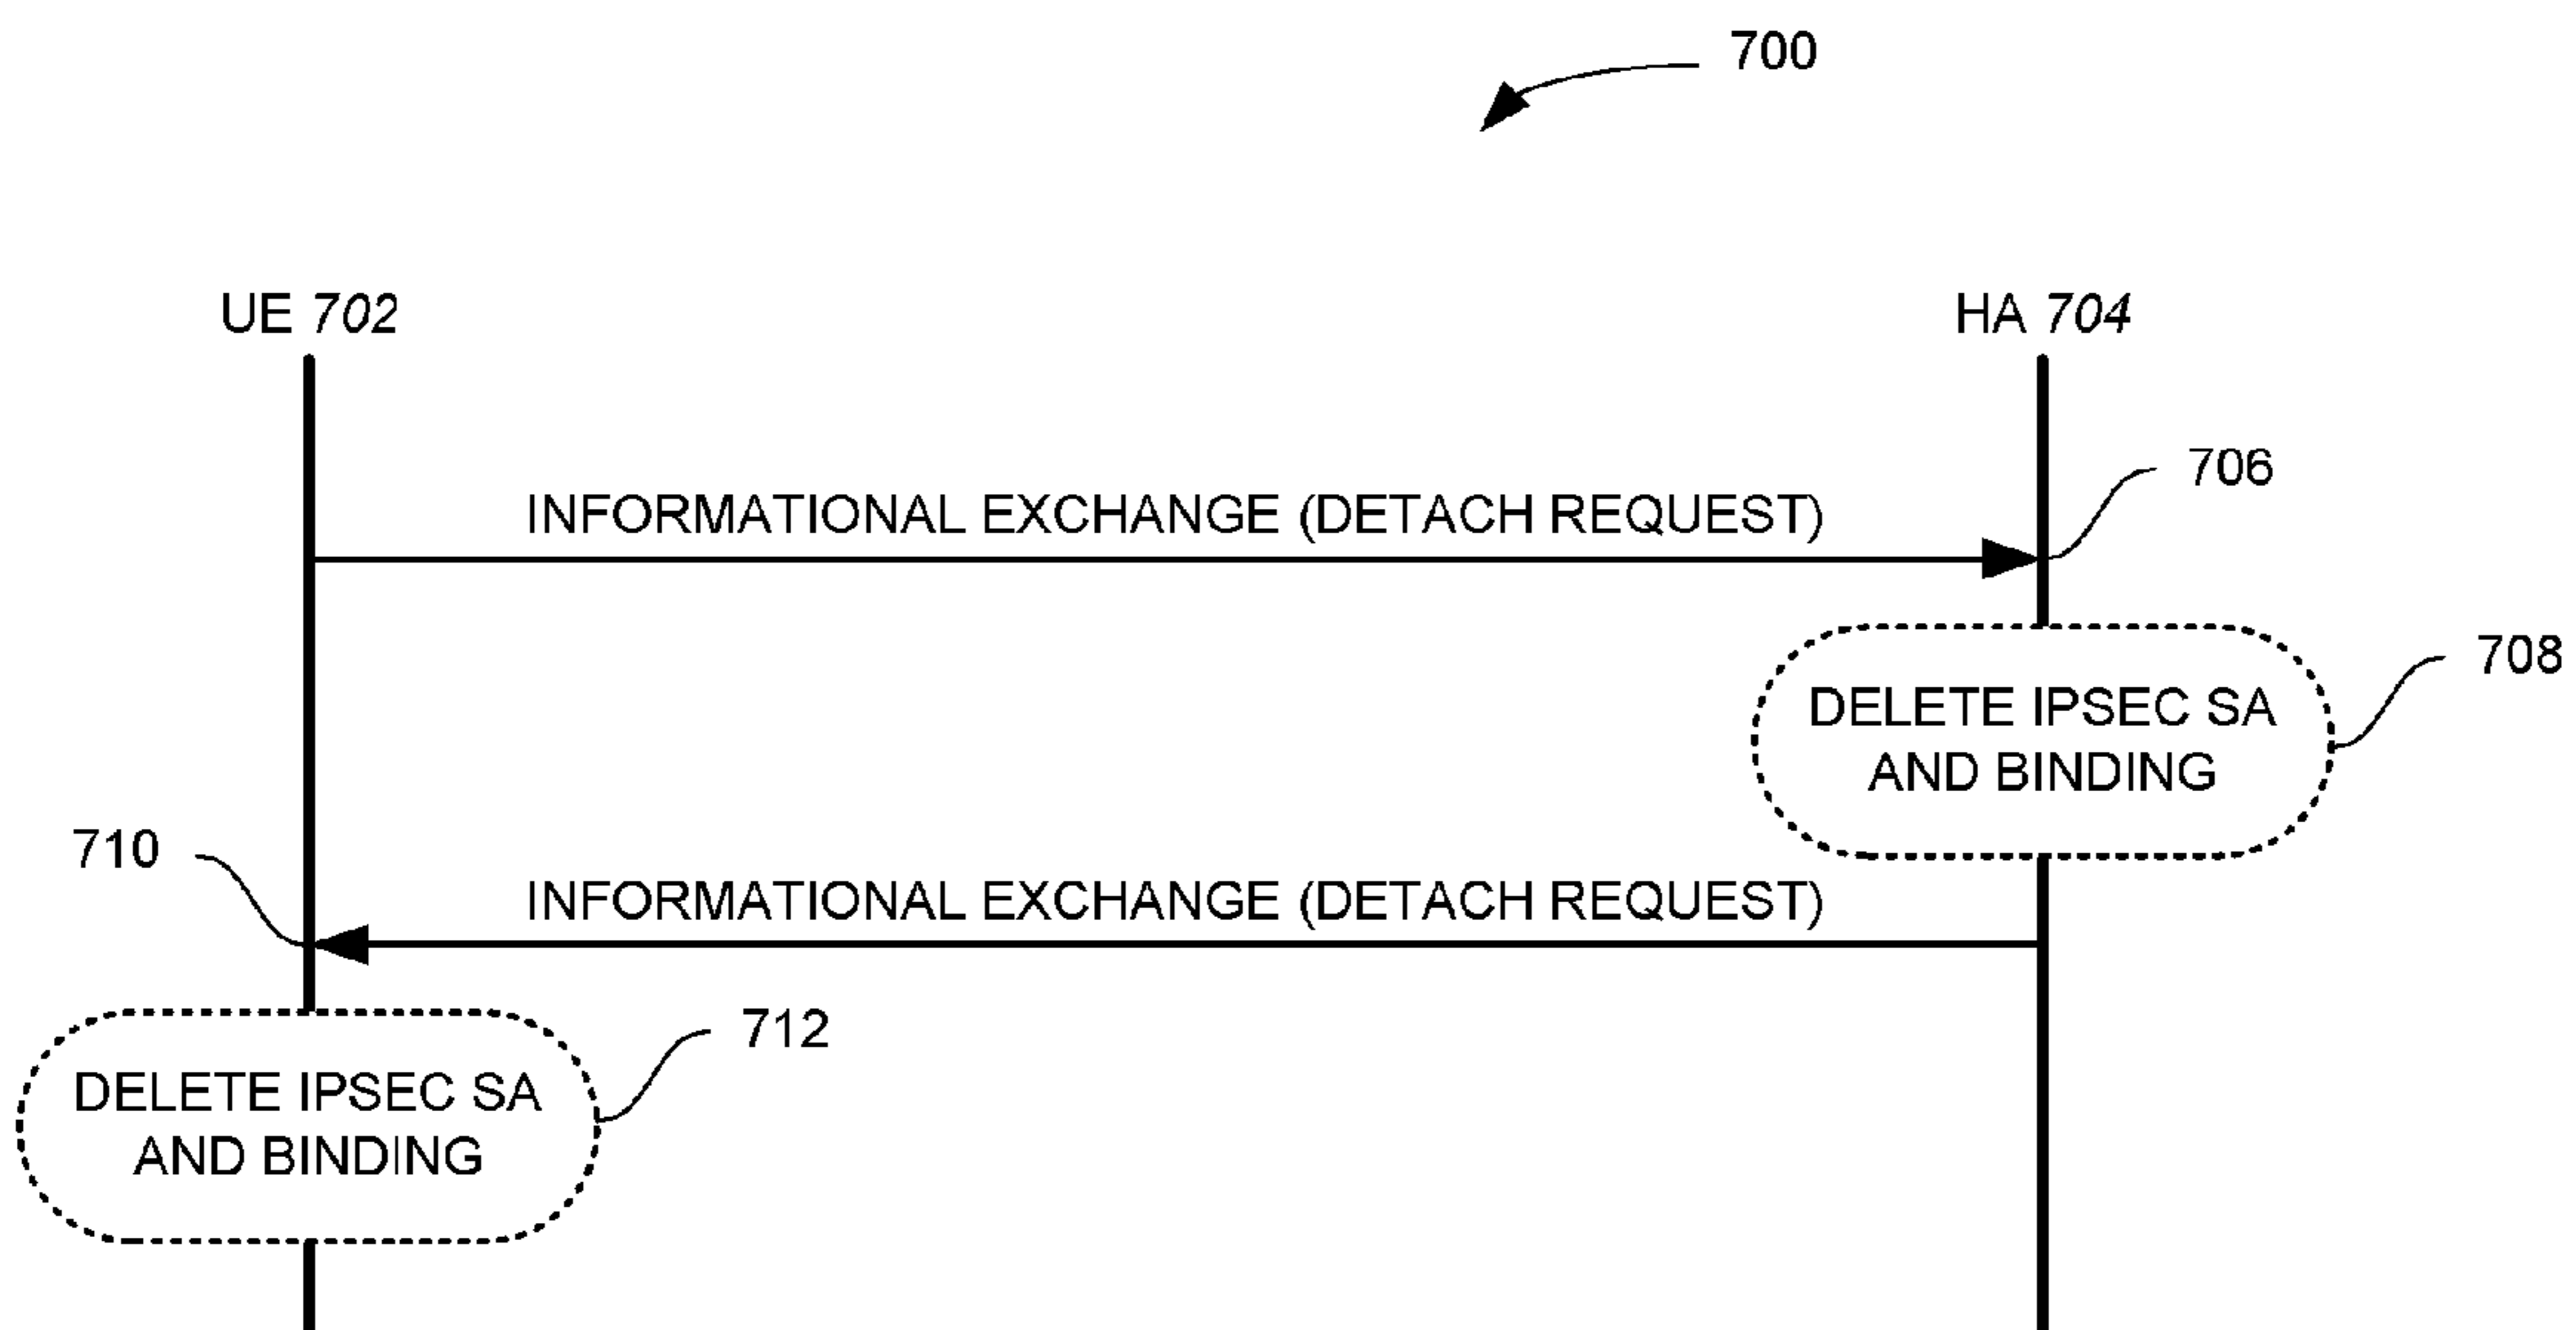 700
UE 702
HA 704
INFORMATIONAL EXCHANGE (DETACH REQUEST)
706
708
DELETE IPSEC SA
AND BINDING
710
INFORMATIONAL EXCHANGE (DETACH REQUEST)
712
DELETE IPSEC SA
AND BINDING